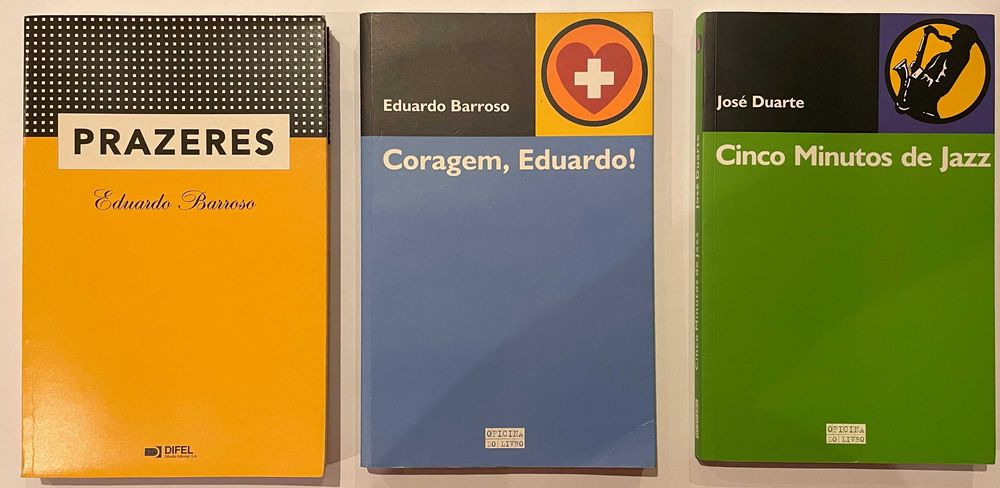 PRAZERES
Eduardo Barroso
DIFEL
Eduardo Barroso
Coragem, Eduardo!
OFICINA
DO LIVRO
José Duarte
Cinco Minutos de Jazz
Cinco Minutos de Jazz José Duarte
OFICINA
DO LIVRO